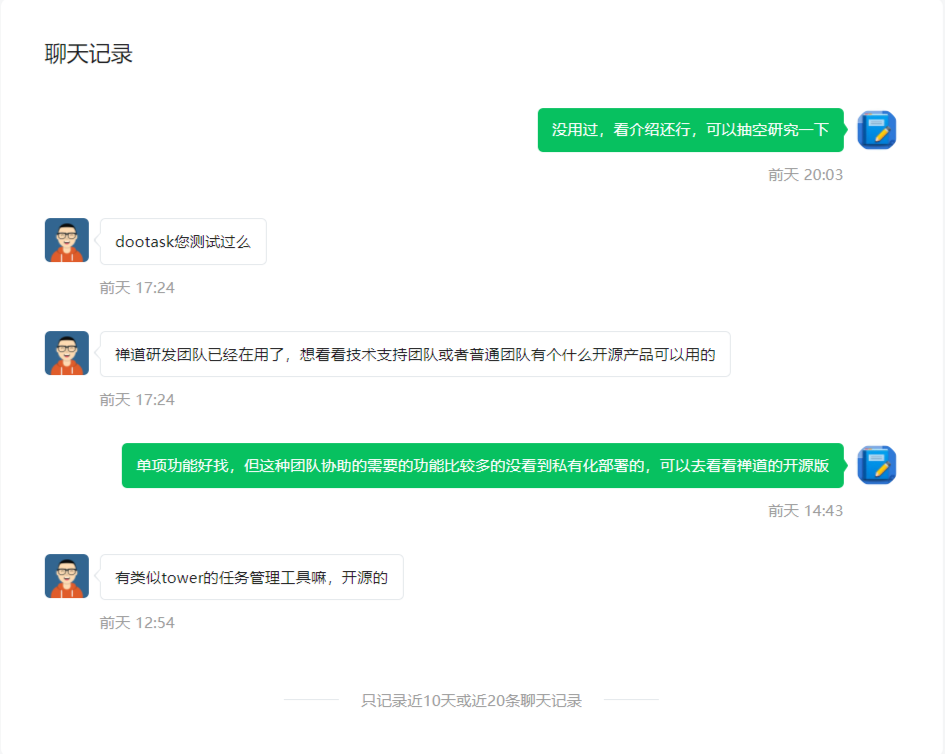 聊天记录
没用过，看介绍还行，可以抽空研究一下
前天 20:03
dootask您测试过么
前天 17:24
禅道研发团队已经在用了，想看看技术支持团队或者普通团队有个什么开源产品可以用的
前天 17:24
单项功能好找，但这种团队协助的需要的功能比较多的没看到私有化部署的，可以去看看禅道的开源版
前天 14:43
有类似tower的任务管理工具嘛，开源的
前天 12:54
只记录近10天或近20条聊天记录